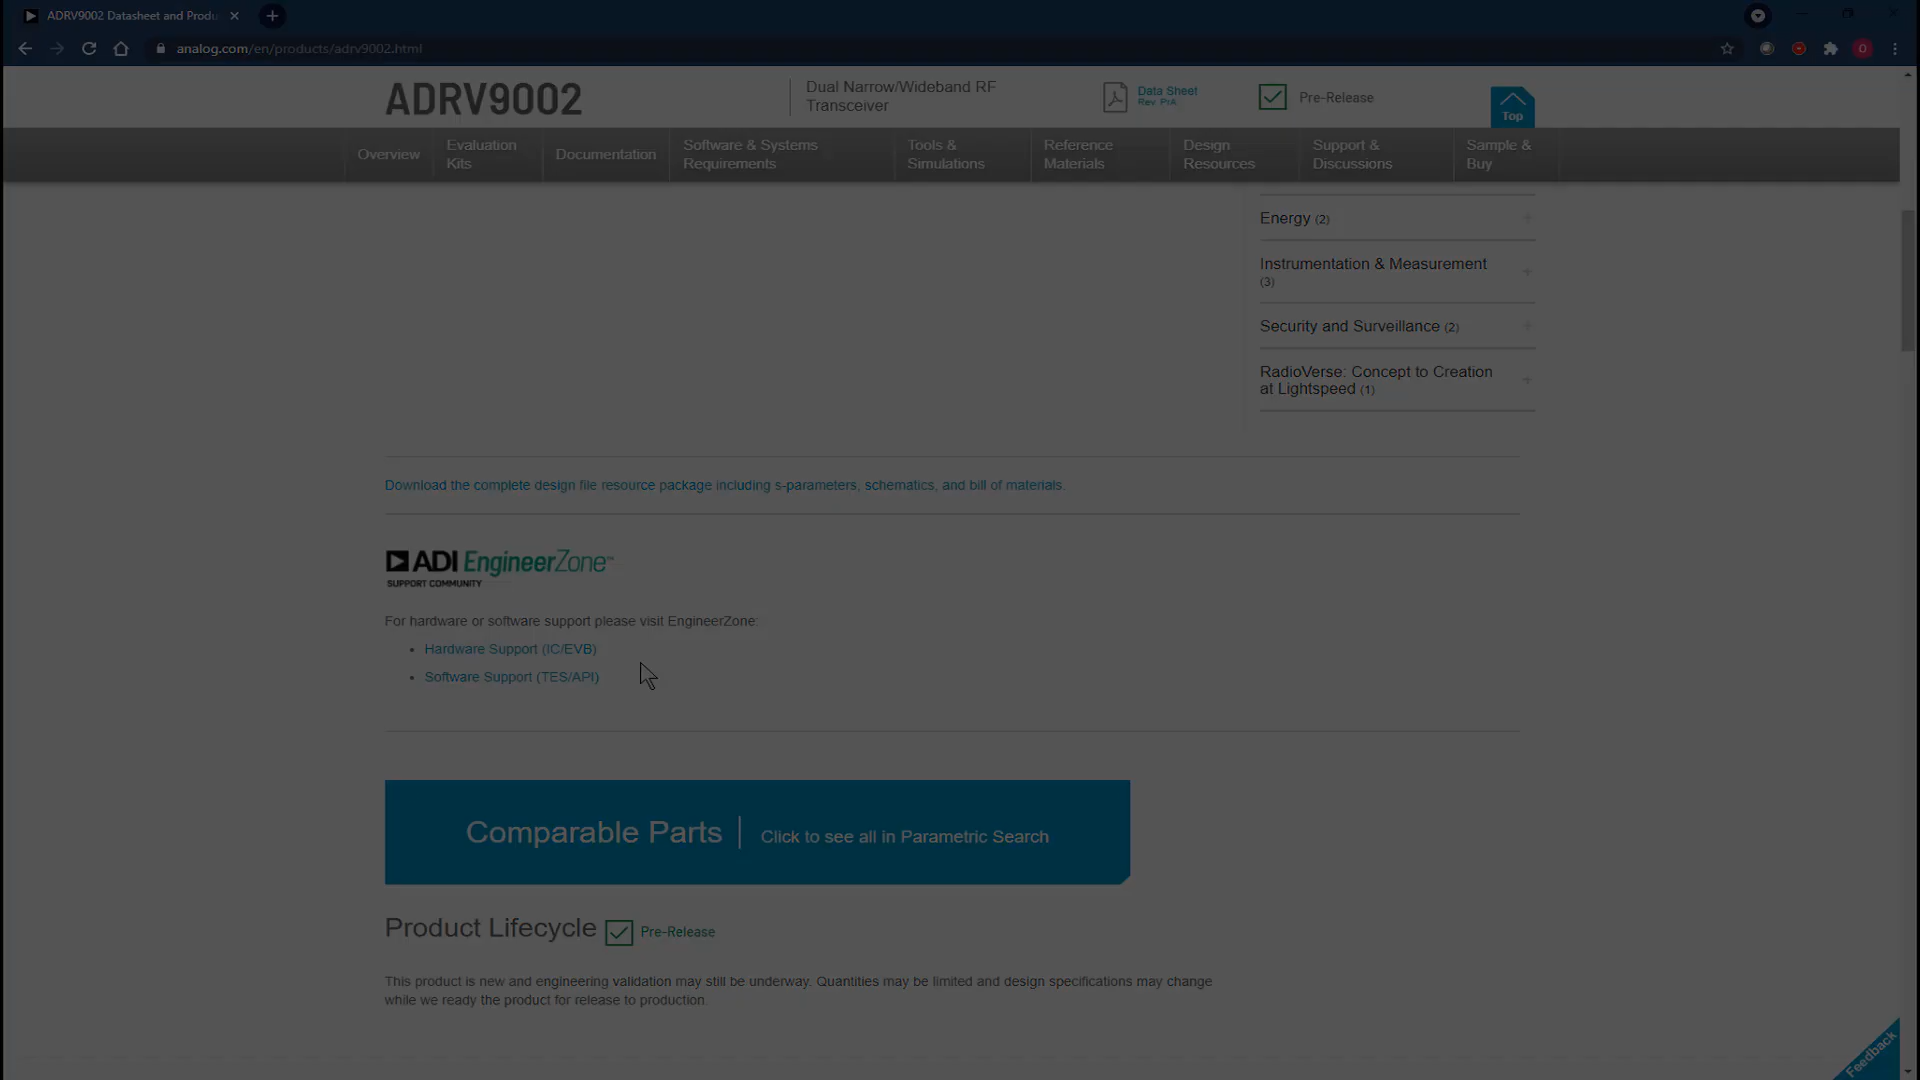 ADRV9002 Datasheet and Produ
analog.com/en/products/adrv9002.html
ADRV9002
Dual Narrow/Wideband RF
Transceiver
Data Sheet
Rev. PrA
Pre-Release
Top
Overview
Evaluation
Kits
Documentation
Software & Systems
Requirements
Tools &
Simulations
Reference
Materials
Design
Resources
Support &
Discussions
Sample &
Buy
Energy (2)
Instrumentation & Measurement
(3)
Security and Surveillance (2)
RadioVerse: Concept to Creation
at Lightspeed (1)
Download the complete design file resource package including s-parameters, schematics, and bill of materials.
ADI EngineerZone™
SUPPORT COMMUNITY
For hardware or software support please visit EngineerZone:
• Hardware Support (IC/EVB)
• Software Support (TES/API)
Comparable Parts | Click to see all in Parametric Search
Product Lifecycle Pre-Release
This product is new and engineering validation may still be underway. Quantities may be limited and design specifications may change
while we ready the product for release to production.
Feedback